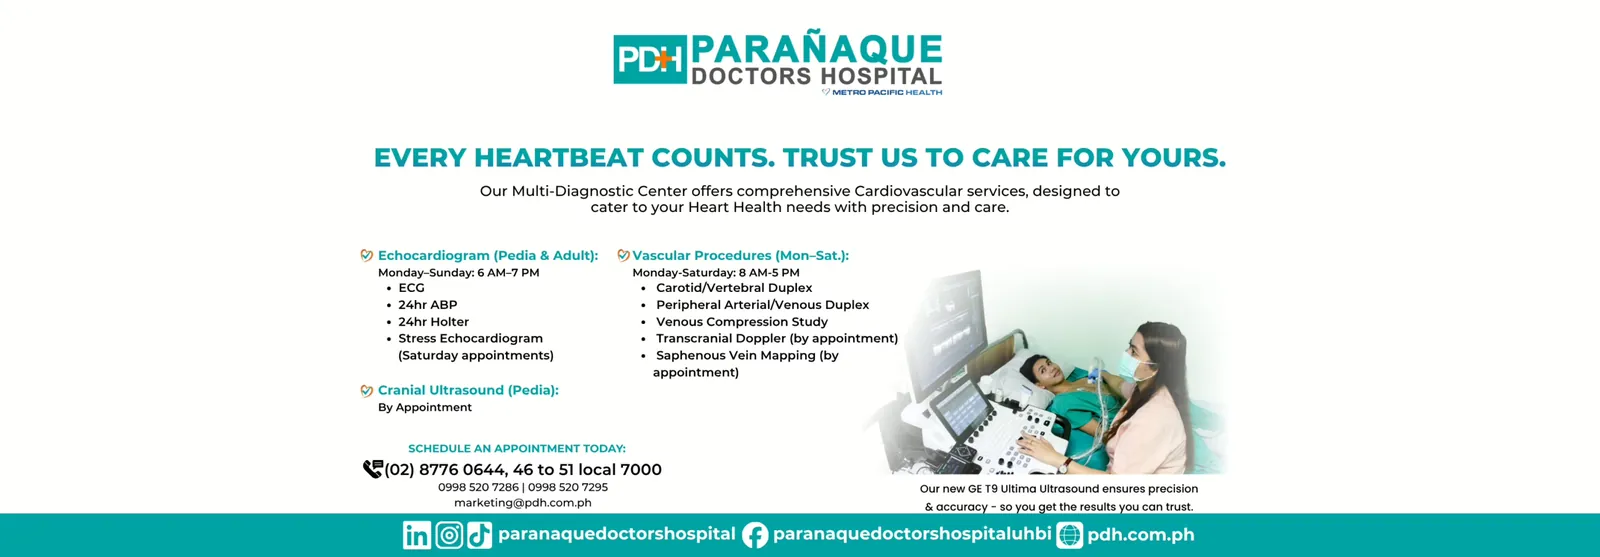 PDH PARAÑAQUE
DOCTORS HOSPITAL
METRO PACIFIC HEALTH
EVERY HEARTBEAT COUNTS. TRUST US TO CARE FOR YOURS.
Our Multi-Diagnostic Center offers comprehensive Cardiovascular services, designed to
cater to your Heart Health needs with precision and care.
Echocardiogram (Pedia & Adult):
Monday–Sunday: 6 AM–7 PM
• ECG
• 24hr ABP
• 24hr Holter
• Stress Echocardiogram
(Saturday appointments)
Cranial Ultrasound (Pedia):
By Appointment
Vascular Procedures (Mon–Sat.):
Monday-Saturday: 8 AM-5 PM
• Carotid/Vertebral Duplex
• Peripheral Arterial/Venous Duplex
• Venous Compression Study
• Transcranial Doppler (by appointment)
• Saphenous Vein Mapping (by
appointment)
SCHEDULE AN APPOINTMENT TODAY:
(02) 8776 0644, 46 to 51 local 7000
0998 520 7286 | 0998 520 7295
marketing@pdh.com.ph
Our new GE T9 Ultima Ultrasound ensures precision
& accuracy - so you get the results you can trust.
in paranaquedoctorshospital paranaquedoctorshospitaluhbi pdh.com.ph